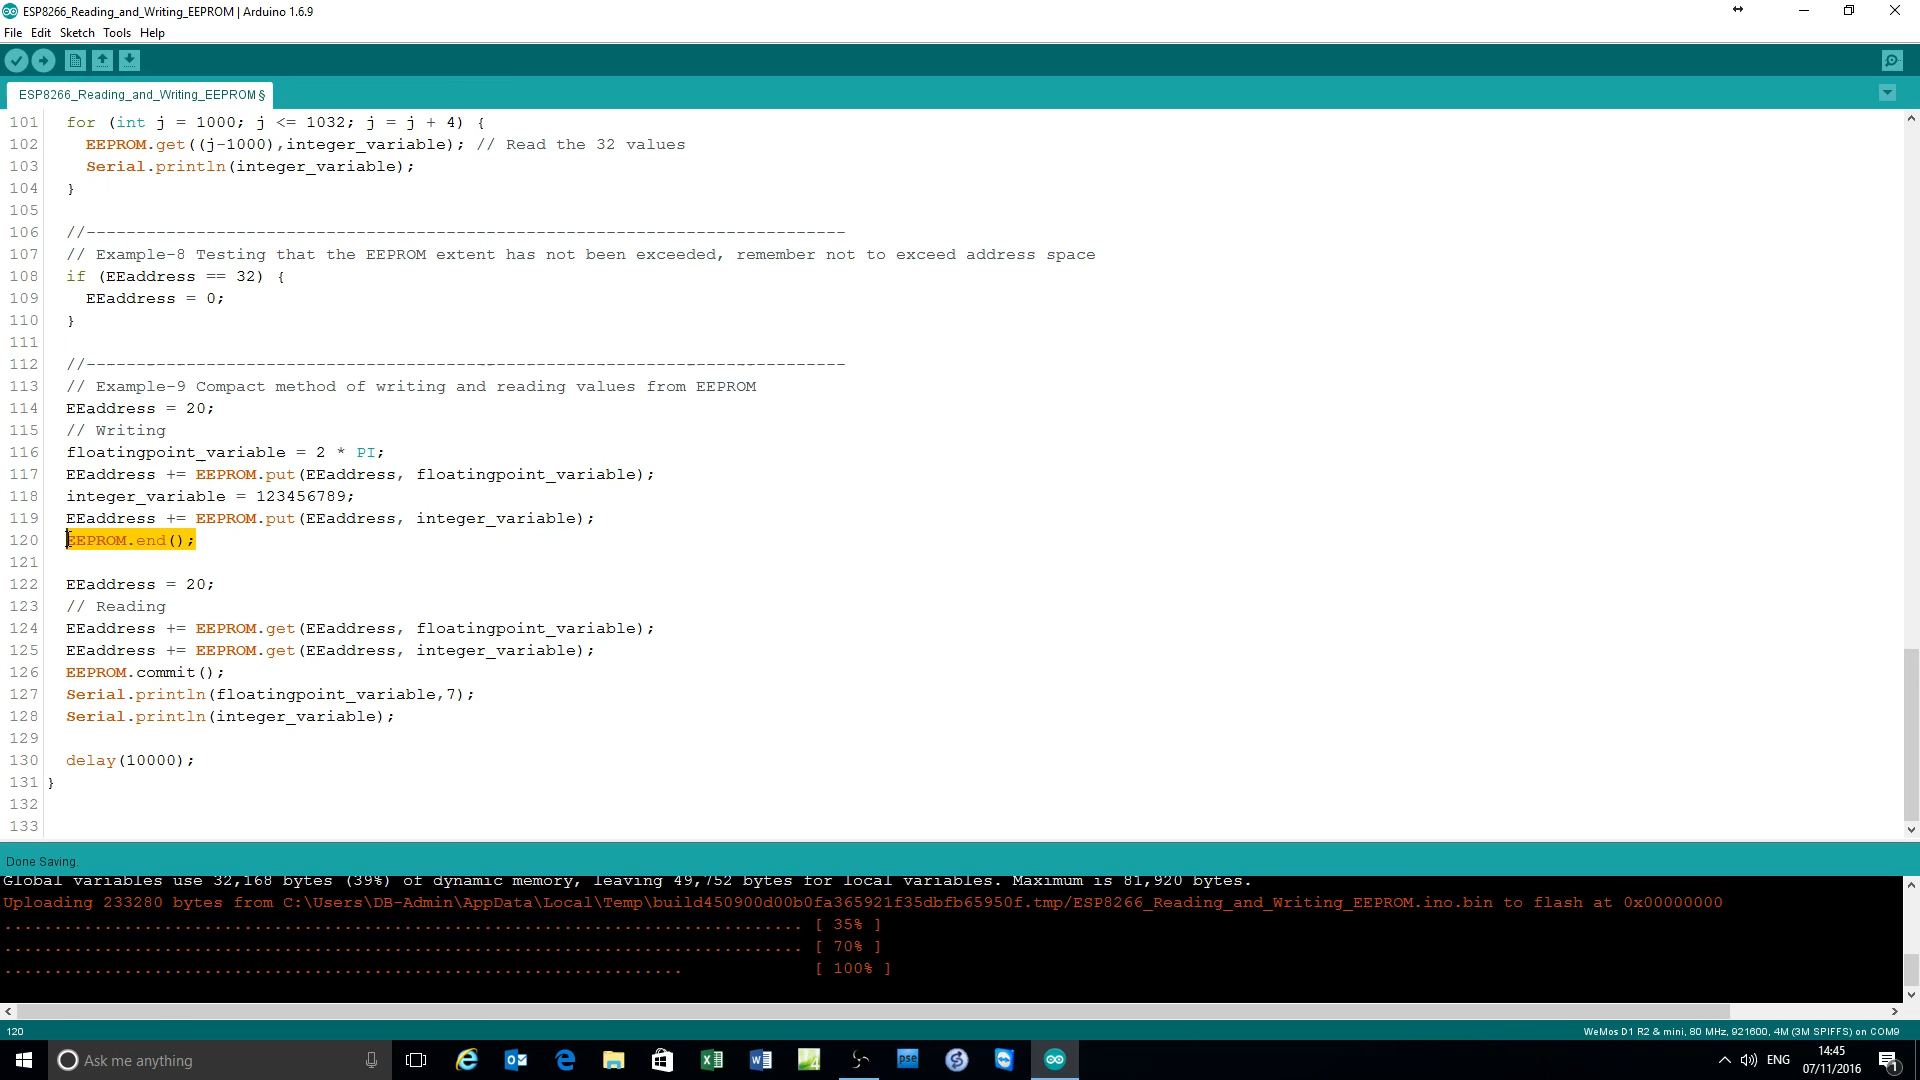 ESP8266_Reading_and_Writing_EEPROM | Arduino 1.6.9
File Edit Sketch Tools Help
ESP8266_Reading_and_Writing_EEPROM §
101 for (int j = 1000; j <= 1032; j = j + 4) {
102 EEPROM.get((j-1000),integer_variable); // Read the 32 values
103 Serial.println(integer_variable);
104 }
105
106 //----------------------------------------------------------------------------
107 // Example-8 Testing that the EEPROM extent has not been exceeded, remember not to exceed address space
108 if (EEaddress == 32) {
109 EEaddress = 0;
110 }
111
112 //----------------------------------------------------------------------------
113 // Example-9 Compact method of writing and reading values from EEPROM
114 EEaddress = 20;
115 // Writing
116 floatingpoint_variable = 2 * PI;
117 EEaddress += EEPROM.put(EEaddress, floatingpoint_variable);
118 integer_variable = 123456789;
119 EEaddress += EEPROM.put(EEaddress, integer_variable);
120 EEPROM.end();
121
122 EEaddress = 20;
123 // Reading
124 EEaddress += EEPROM.get(EEaddress, floatingpoint_variable);
125 EEaddress += EEPROM.get(EEaddress, integer_variable);
126 EEPROM.commit();
127 Serial.println(floatingpoint_variable,7);
128 Serial.println(integer_variable);
129
130 delay(10000);
131 }
132
133
Done Saving.
Global variables use 32,168 bytes (39%) of dynamic memory, leaving 49,752 bytes for local variables. Maximum is 81,920 bytes.
Uploading 233280 bytes from C:\Users\DB-Admin\AppData\Local\Temp\build450900d00b0fa365921f35dbfb65950f.tmp/ESP8266_Reading_and_Writing_EEPROM.ino.bin to flash at 0x00000000
................................................................................ [ 35% ]
................................................................................ [ 70% ]
.................................................................... [ 100% ]
120
WeMos D1 R2 & mini, 80 MHz, 921600, 4M (3M SPIFFS) on COM9
Ask me anything
pse
ENG
14:45
07/11/2016
1